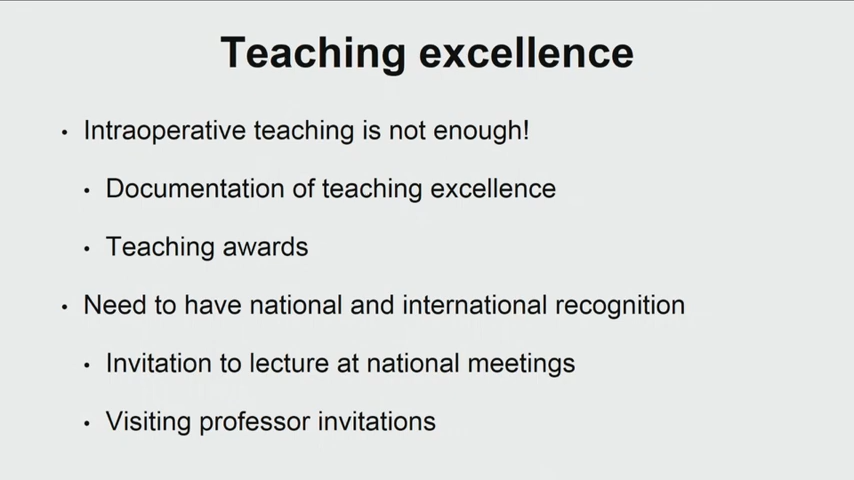 Teaching excellence
• Intraoperative teaching is not enough!
• Documentation of teaching excellence
• Teaching awards
• Need to have national and international recognition
• Invitation to lecture at national meetings
• Visiting professor invitations